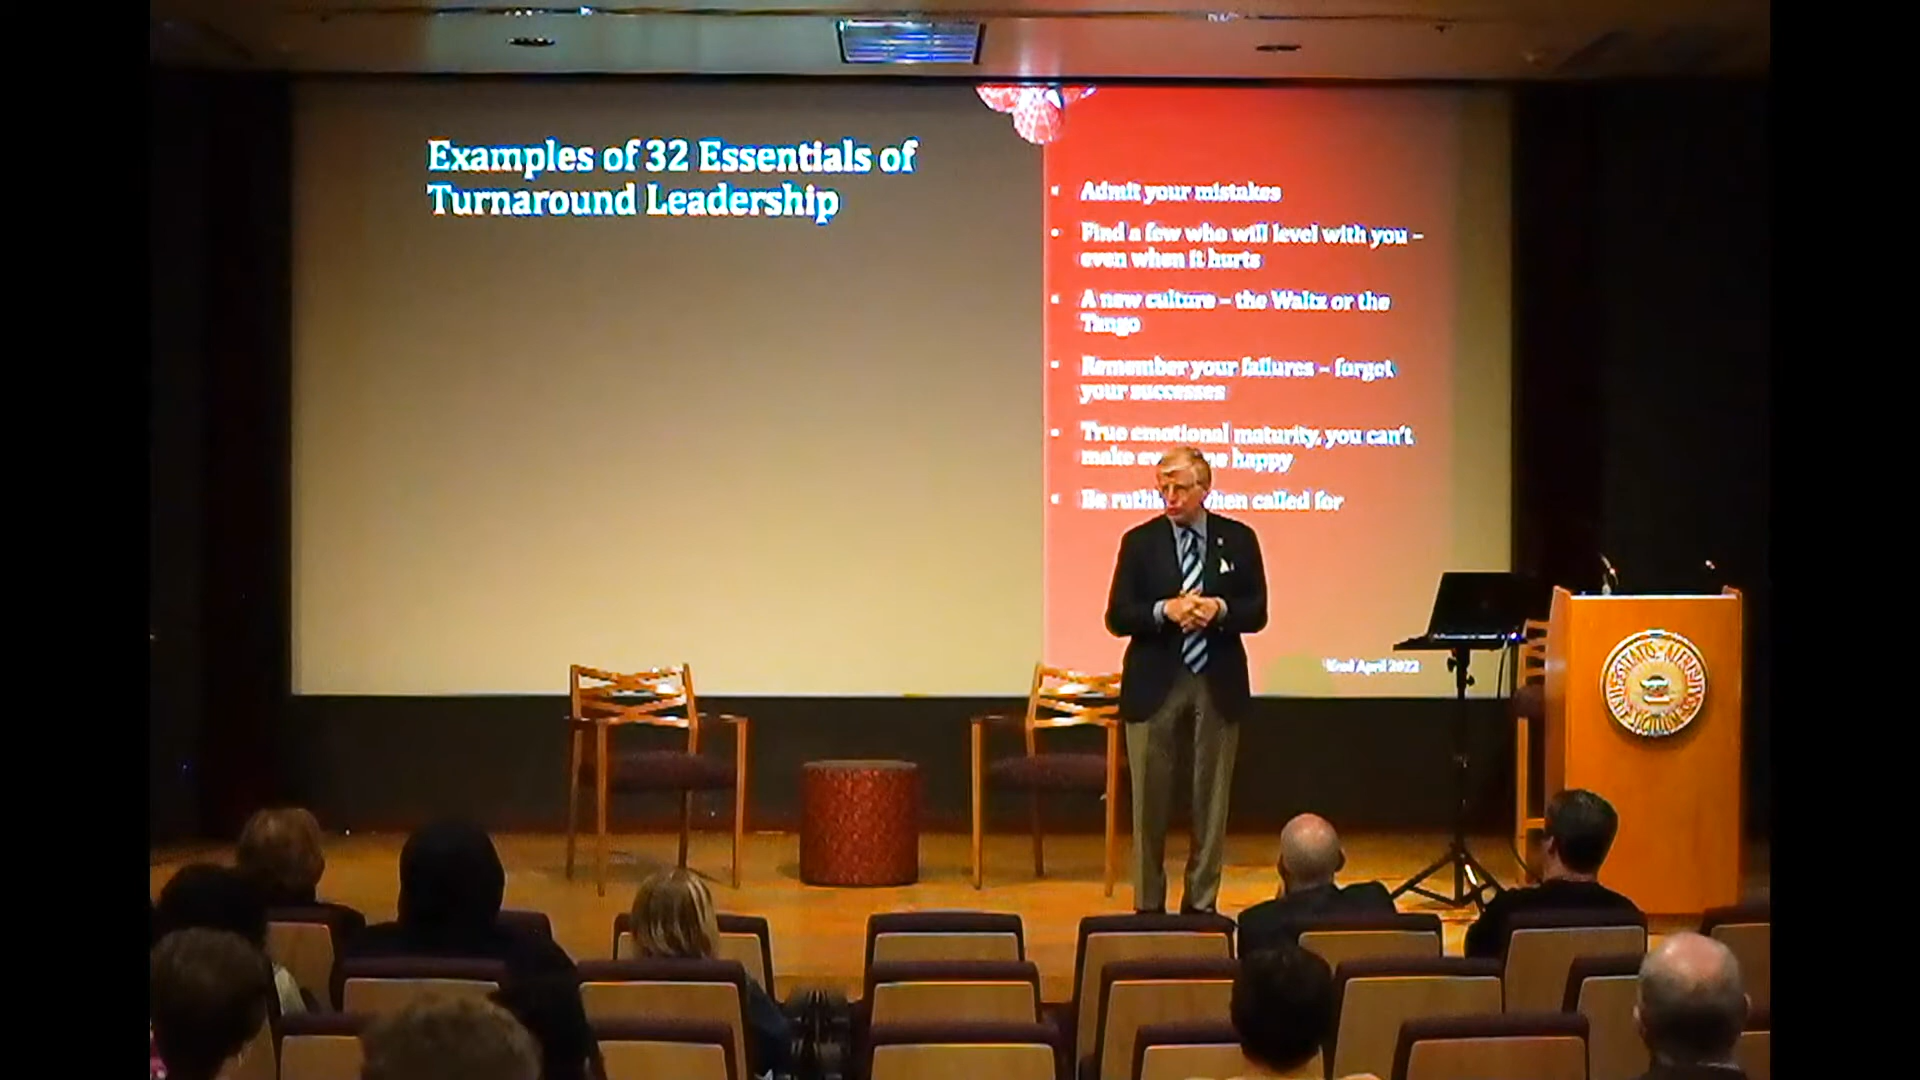 Examples of 32 Essentials of
Turnaround Leadership
Admit your mistakes
Find a few who will level with you –
even when it hurts
A new culture – the Waltz or the
Tango
Remember your failures – forget
your successes
True emotional maturity, you can't
make happy
Be when called for
April 2022